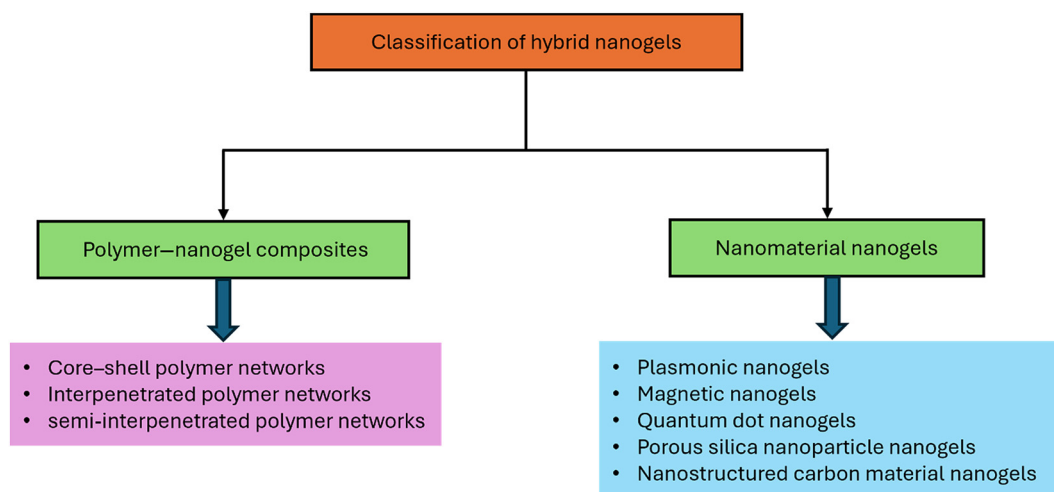 Classification of hybrid nanogels
Polymer–nanogel composites
Nanomaterial nanogels
• Core–shell polymer networks
• Interpenetrated polymer networks
• semi-interpenetrated polymer networks
• Plasmonic nanogels
• Magnetic nanogels
• Quantum dot nanogels
• Porous silica nanoparticle nanogels
• Nanostructured carbon material nanogels